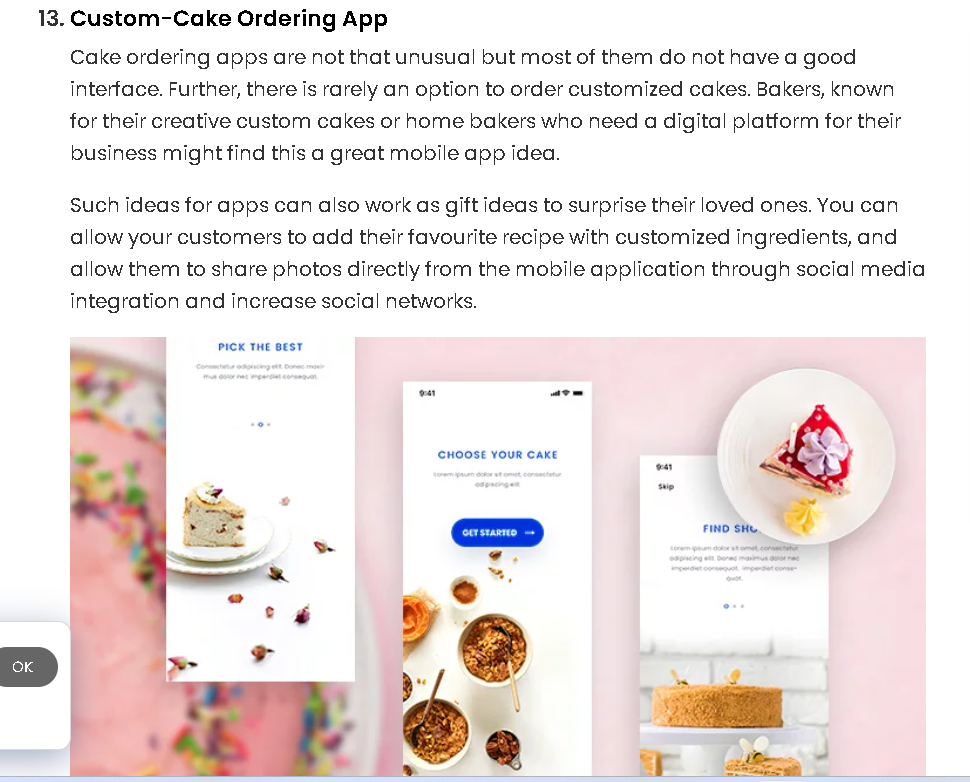 13. Custom-Cake Ordering App
Cake ordering apps are not that unusual but most of them do not have a good
interface. Further, there is rarely an option to order customized cakes. Bakers, known
for their creative custom cakes or home bakers who need a digital platform for their
business might find this a great mobile app idea.
Such ideas for apps can also work as gift ideas to surprise their loved ones. You can
allow your customers to add their favourite recipe with customized ingredients, and
allow them to share photos directly from the mobile application through social media
integration and increase social networks.
PICK THE BEST
Consectetur adipiscing elit. Donec maxi-
mus dolor nec imperdiet consequat.
9:41
CHOOSE YOUR CAKE
Lorem ipsum dolor sit amet, consectetur
adipiscing elit
GET STARTED →
9:41
Skip
FIND SHO
Lorem ipsum dolor sit amet, consectetur
adipiscing elit. Donec maximus dolor nec
imperdiet consequat. imperdiet conse-
quat.
OK